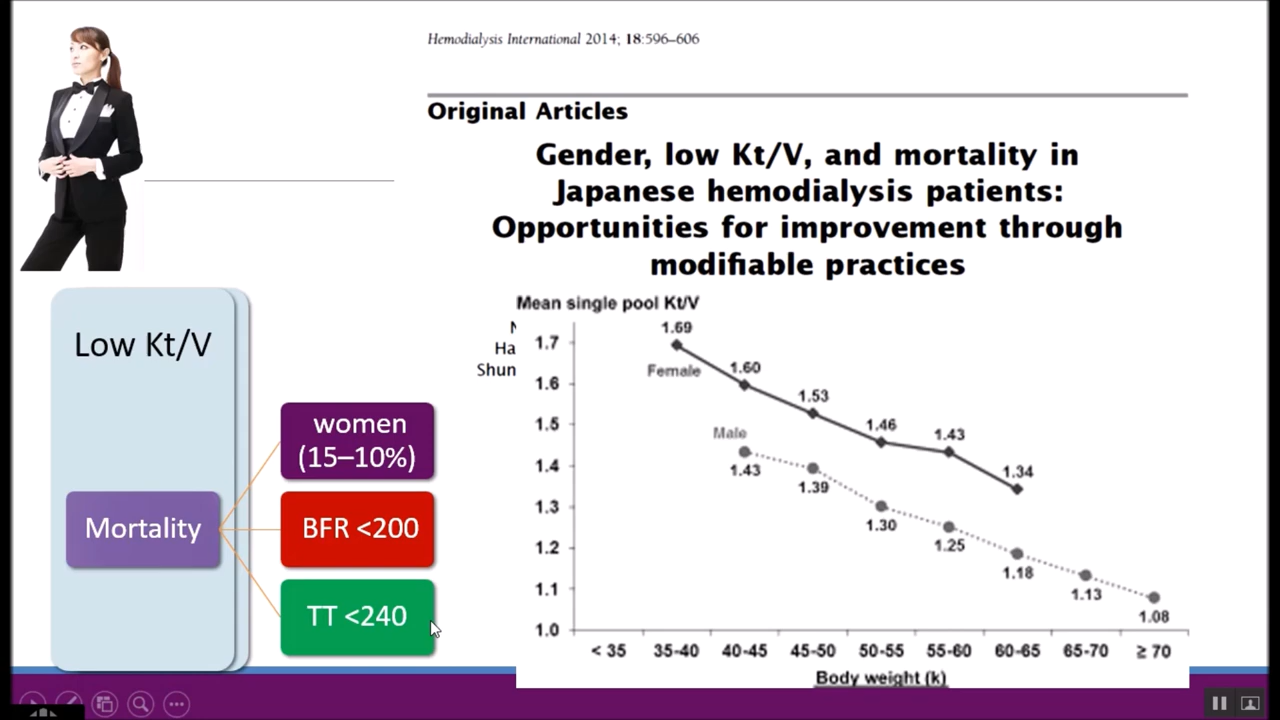 Hemodialysis International 2014; 18:596–606
Original Articles
Gender, low Kt/V, and mortality in
Japanese hemodialysis patients:
Opportunities for improvement through
modifiable practices
Ha
Shun
Low Kt/V
Mortality
women
(15–10%)
BFR <200
TT <240
Mean single pool Kt/V
1.7
1.6
1.5
1.4
1.3
1.2
1.1
1.0
Female
1.69
1.60
1.53
1.46
1.43
1.34
Male
1.43
1.39
1.30
1.25
1.18
1.13
1.08
< 35 35-40 40-45 45-50 50-55 55-60 60-65 65-70 ≥ 70
Body weight (k)